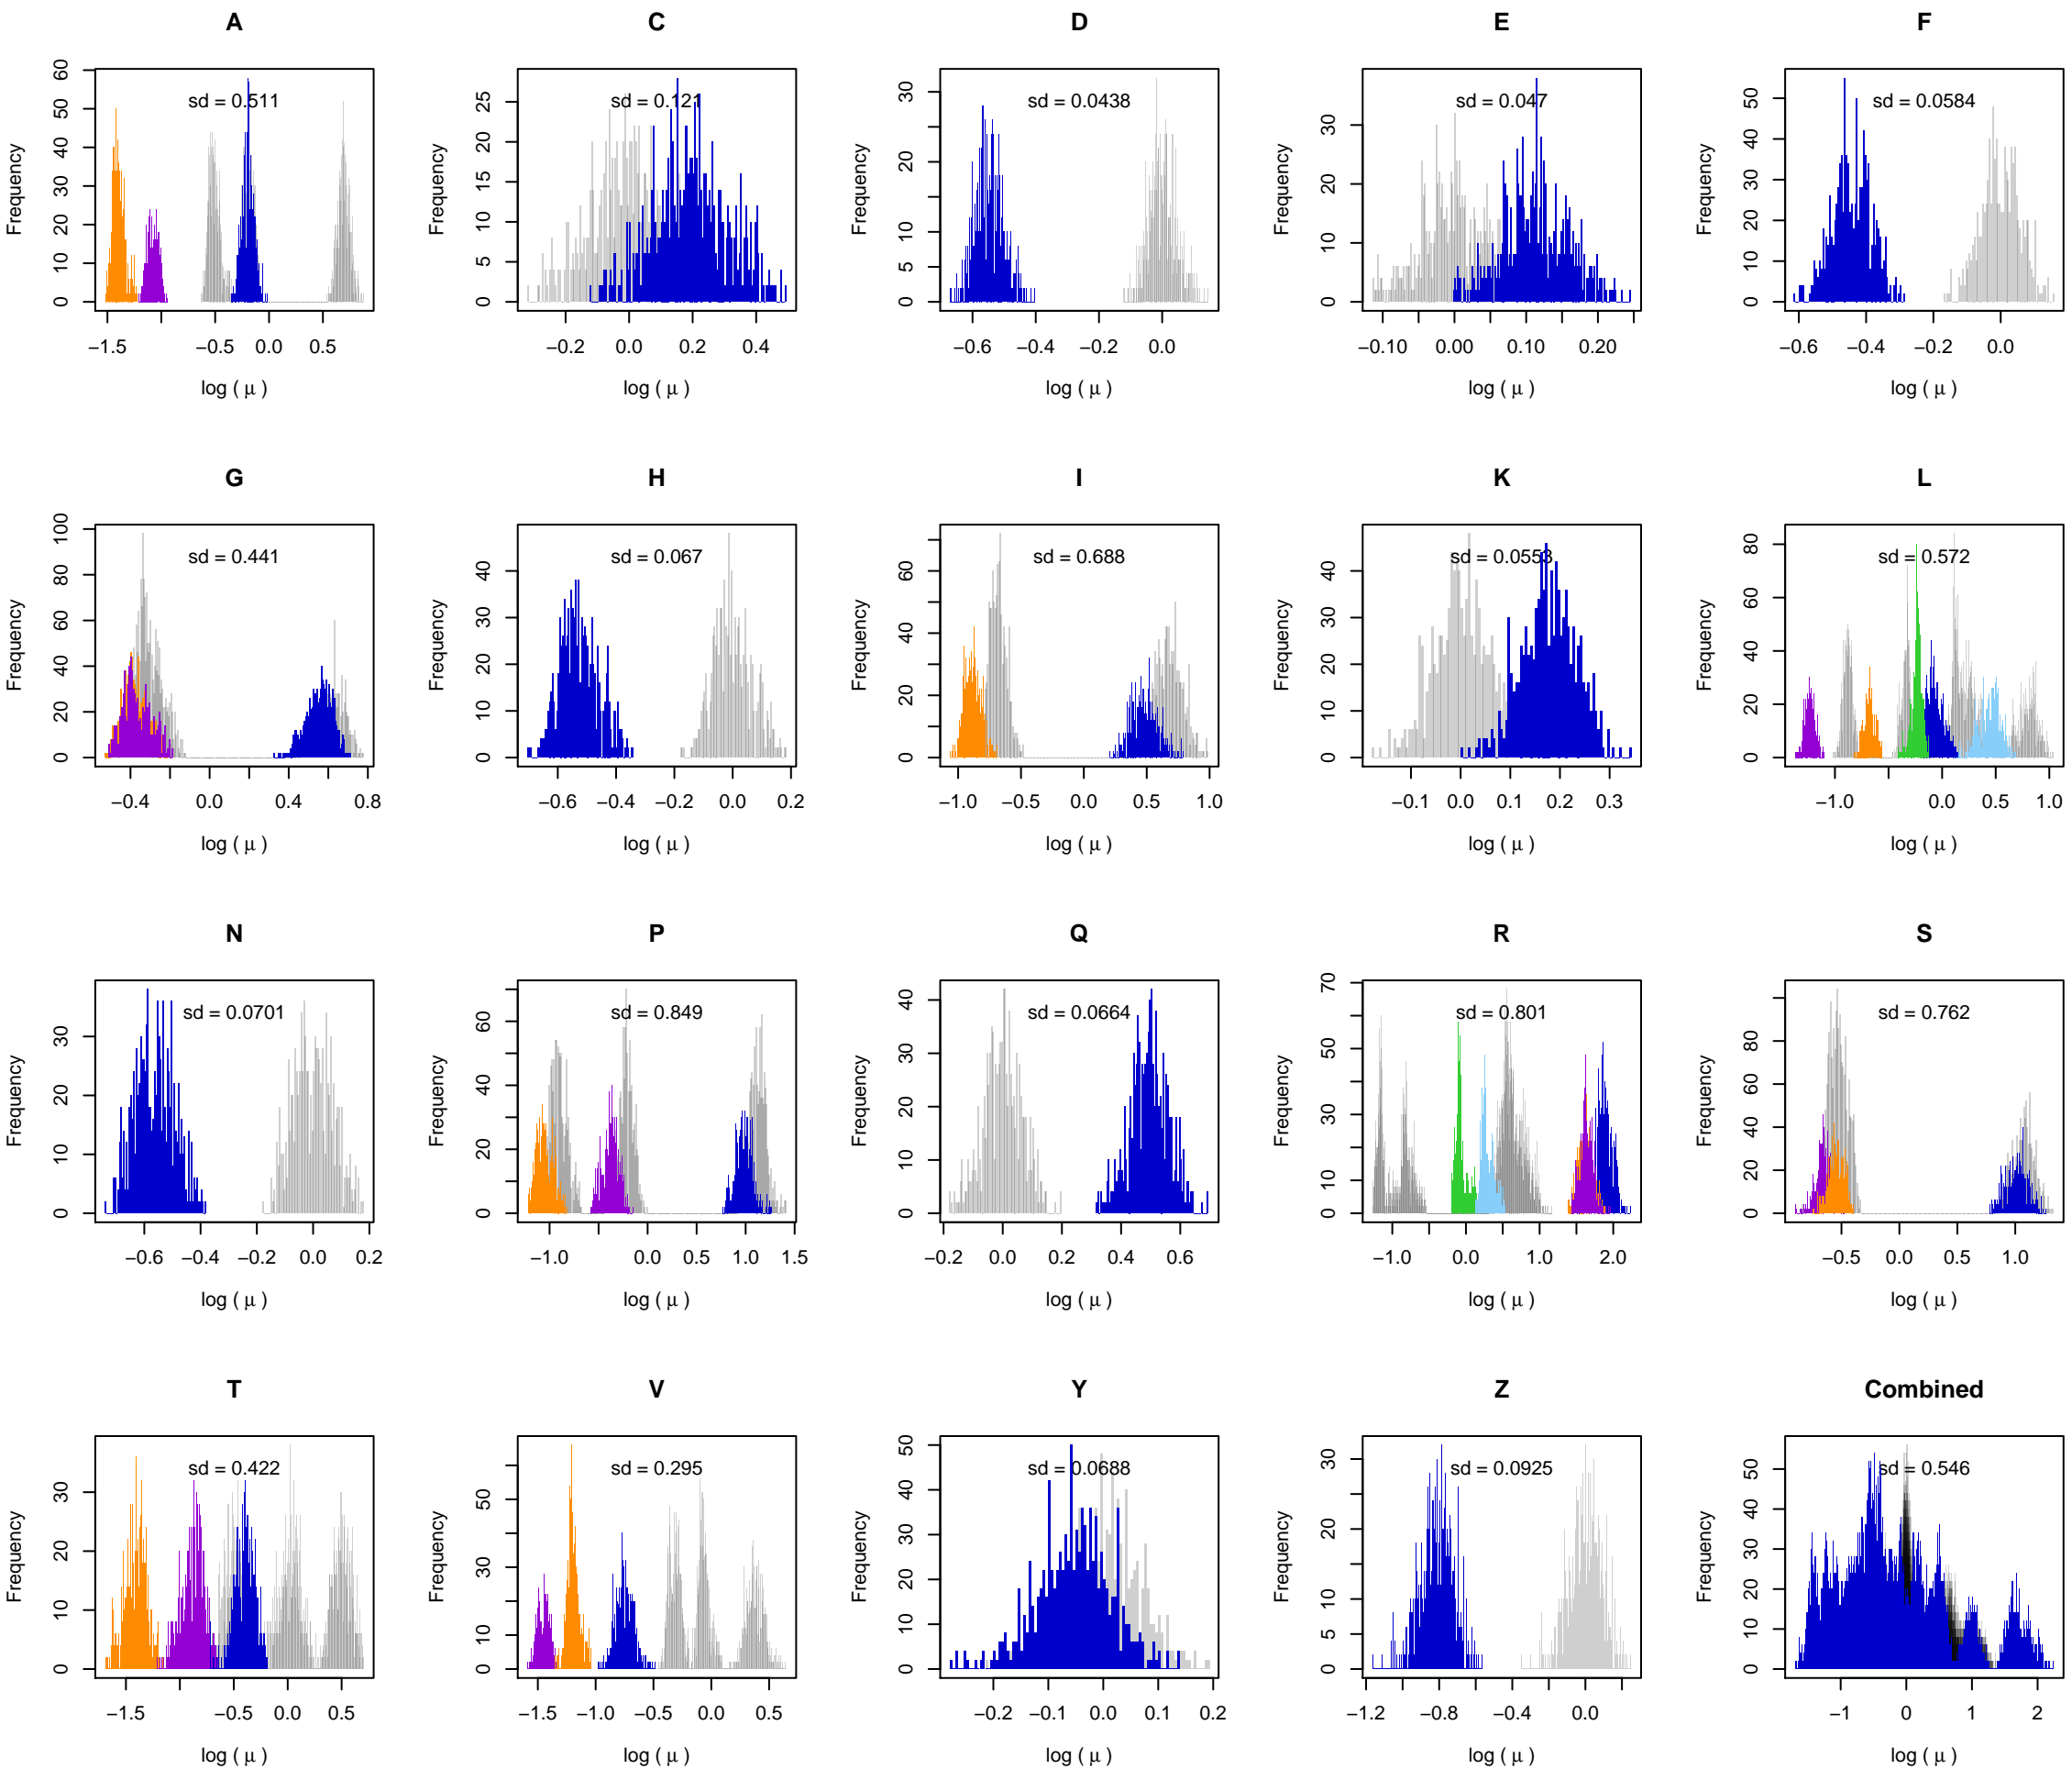 A C D E F
sd = 0.511 sd = 0.121 sd = 0.0438 sd = 0.047 sd = 0.0584
Frequency 0 10 20 30 40 50 60
Frequency 0 5 10 15 20 25
Frequency 0 5 10 20 30
Frequency 0 10 20 30
Frequency 0 10 20 30 40 50
−1.5 −0.5 0.0 0.5
−0.2 0.0 0.2 0.4
−0.6 −0.4 −0.2 0.0
−0.10 0.00 0.10 0.20
−0.6 −0.4 −0.2 0.0
log ( μ ) log ( μ ) log ( μ ) log ( μ ) log ( μ )
G H I K L
sd = 0.441 sd = 0.067 sd = 0.688 sd = 0.0553 sd = 0.572
Frequency 0 20 40 60 80 100
Frequency 0 10 20 30 40
Frequency 0 20 40 60
Frequency 0 10 20 30 40
Frequency 0 20 40 60 80
−0.4 0.0 0.4 0.8
−0.6 −0.4 −0.2 0.0 0.2
−1.0 −0.5 0.0 0.5 1.0
−0.1 0.0 0.1 0.2 0.3
−1.0 0.0 0.5 1.0
log ( μ ) log ( μ ) log ( μ ) log ( μ ) log ( μ )
N P Q R S
sd = 0.0701 sd = 0.849 sd = 0.0664 sd = 0.801 sd = 0.762
Frequency 0 10 20 30
Frequency 0 20 40 60
Frequency 0 10 20 30 40
Frequency 0 10 30 50 70
Frequency 0 20 40 60 80
−0.6 −0.4 −0.2 0.0 0.2
−1.0 0.0 0.5 1.0 1.5
−0.2 0.0 0.2 0.4 0.6
−1.0 0.0 1.0 2.0
−0.5 0.0 0.5 1.0
log ( μ ) log ( μ ) log ( μ ) log ( μ ) log ( μ )
T V Y Z Combined
sd = 0.422 sd = 0.295 sd = 0.0688 sd = 0.0925 sd = 0.546
Frequency 0 10 20 30
Frequency 0 10 30 50
Frequency 0 10 20 30 40 50
Frequency 0 5 10 20 30
Frequency 0 10 20 30 40 50
−1.5 −0.5 0.0 0.5
−1.5 −1.0 −0.5 0.0 0.5
−0.2 −0.1 0.0 0.1 0.2
−1.2 −0.8 −0.4 0.0
−1 0 1 2
log ( μ ) log ( μ ) log ( μ ) log ( μ ) log ( μ )